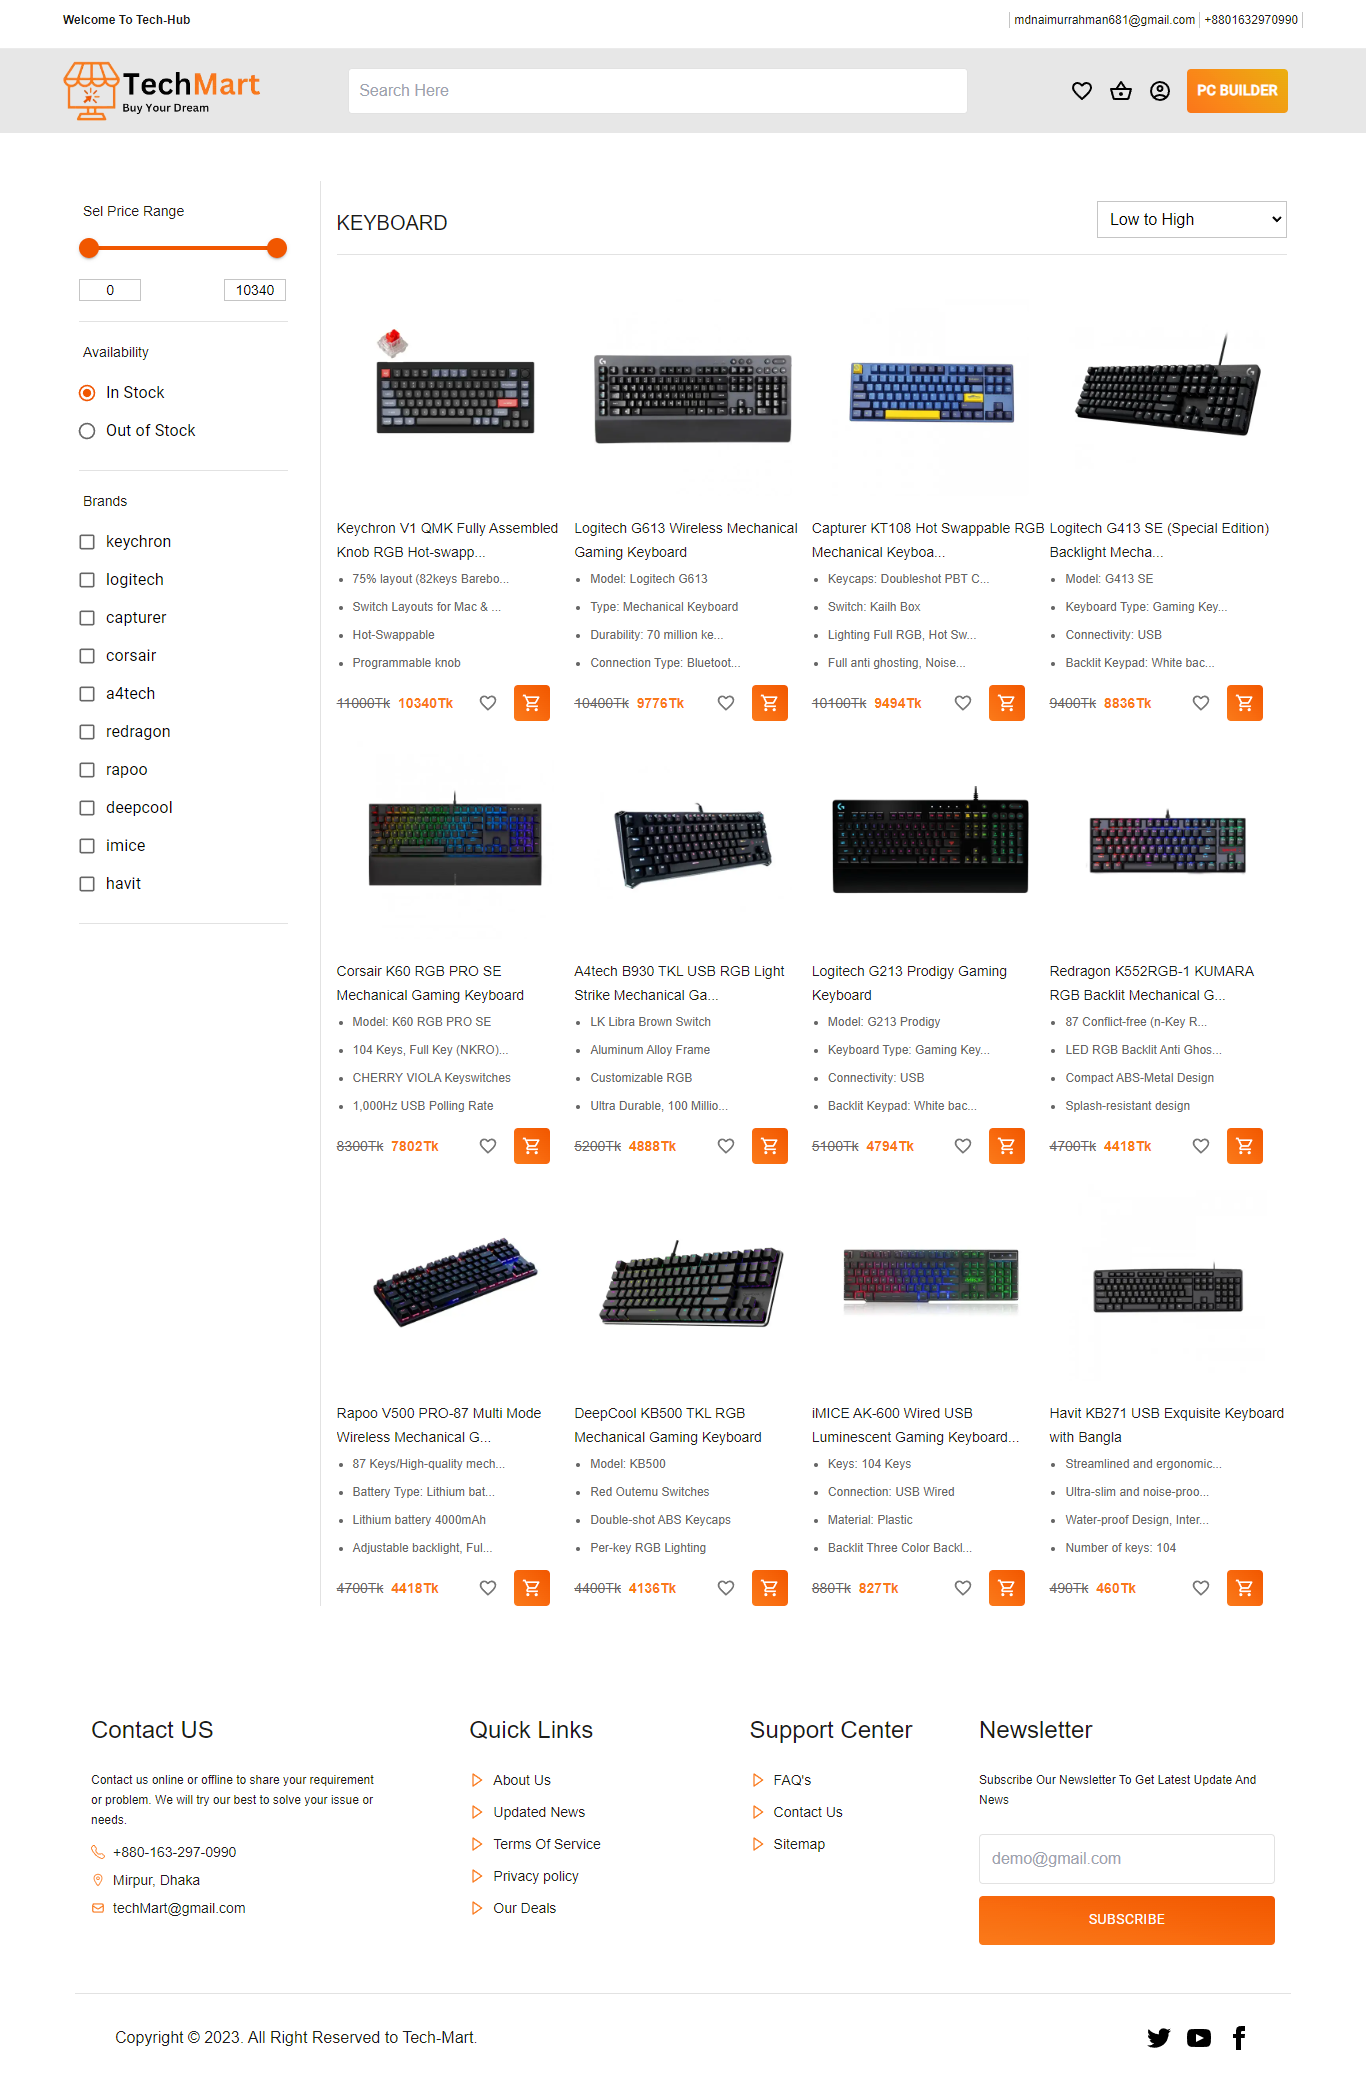 Welcome To Tech-Hub
mdnaimurrahman681@gmail.com
+8801632970990
TechMart
Buy Your Dream
Search Here
PC BUILDER
Sel Price Range
0
10340
Availability
In Stock
Out of Stock
Brands
keychron
logitech
capturer
corsair
a4tech
redragon
rapoo
deepcool
imice
havit
KEYBOARD
Low to High
Keychron V1 QMK Fully Assembled
Knob RGB Hot-swapp...
75% layout (82keys Barebo...
Switch Layouts for Mac & ...
Hot-Swappable
Programmable knob
11000Tk 10340Tk
Logitech G613 Wireless Mechanical
Gaming Keyboard
Model: Logitech G613
Type: Mechanical Keyboard
Durability: 70 million ke...
Connection Type: Bluetoot...
10400Tk 9776Tk
Capturer KT108 Hot Swappable RGB
Mechanical Keyboa...
Keycaps: Doubleshot PBT C...
Switch: Kailh Box
Lighting Full RGB, Hot Sw...
Full anti ghosting, Noise...
10100Tk 9494Tk
Logitech G413 SE (Special Edition)
Backlight Mecha...
Model: G413 SE
Keyboard Type: Gaming Key...
Connectivity: USB
Backlit Keypad: White bac...
9400Tk 8836Tk
Corsair K60 RGB PRO SE
Mechanical Gaming Keyboard
Model: K60 RGB PRO SE
104 Keys, Full Key (NKRO)...
CHERRY VIOLA Keyswitches
1,000Hz USB Polling Rate
8300Tk 7802Tk
A4tech B930 TKL USB RGB Light
Strike Mechanical Ga...
LK Libra Brown Switch
Aluminum Alloy Frame
Customizable RGB
Ultra Durable, 100 Millio...
5200Tk 4888Tk
Logitech G213 Prodigy Gaming
Keyboard
Model: G213 Prodigy
Keyboard Type: Gaming Key...
Connectivity: USB
Backlit Keypad: White bac...
5100Tk 4794Tk
Redragon K552RGB-1 KUMARA
RGB Backlit Mechanical G...
87 Conflict-free (n-Key R...
LED RGB Backlit Anti Ghos...
Compact ABS-Metal Design
Splash-resistant design
4700Tk 4418Tk
Rapoo V500 PRO-87 Multi Mode
Wireless Mechanical G...
87 Keys/High-quality mech...
Battery Type: Lithium bat...
Lithium battery 4000mAh
Adjustable backlight, Ful...
4700Tk 4418Tk
DeepCool KB500 TKL RGB
Mechanical Gaming Keyboard
Model: KB500
Red Outemu Switches
Double-shot ABS Keycaps
Per-key RGB Lighting
4400Tk 4136Tk
iMICE AK-600 Wired USB
Luminescent Gaming Keyboard...
Keys: 104 Keys
Connection: USB Wired
Material: Plastic
Backlit Three Color Backl...
880Tk 827Tk
Havit KB271 USB Exquisite Keyboard
with Bangla
Streamlined and ergonomic...
Ultra-slim and noise-proo...
Water-proof Design, Inter...
Number of keys: 104
490Tk 460Tk
Contact US
Contact us online or offline to share your requirement
or problem. We will try our best to solve your issue or
needs.
+880-163-297-0990
Mirpur, Dhaka
techMart@gmail.com
Quick Links
About Us
Updated News
Terms Of Service
Privacy policy
Our Deals
Support Center
FAQ's
Contact Us
Sitemap
Newsletter
Subscribe Our Newsletter To Get Latest Update And
News
demo@gmail.com
SUBSCRIBE
Copyright © 2023. All Right Reserved to Tech-Mart.